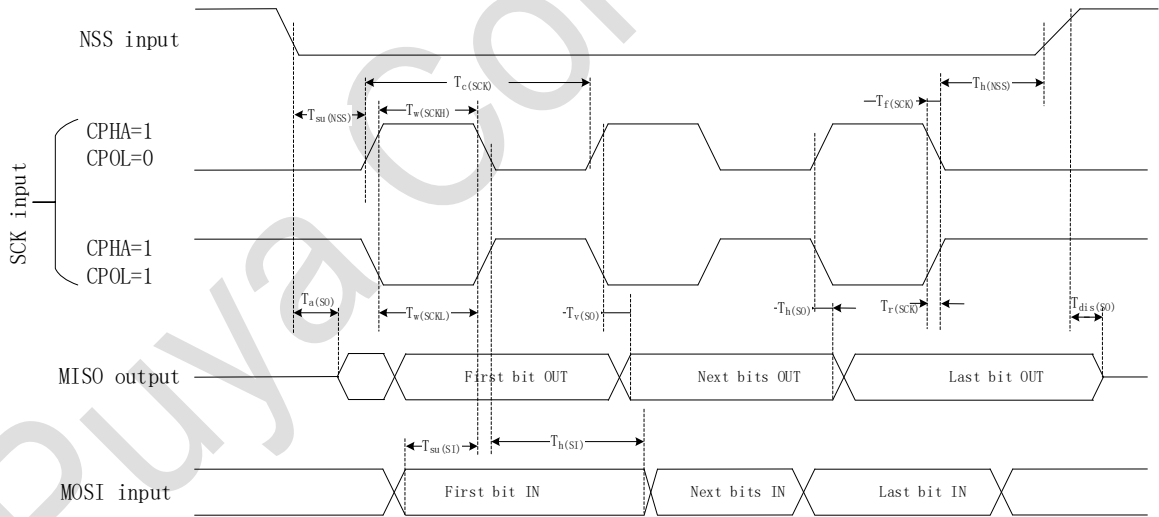 NSS input
Tc(SCK)
Th(NSS)
Tf(SCK)
Tsu(NSS)
Tw(SCKH)
CPHA=1
CPOL=0
SCK input
CPHA=1
CPOL=1
Ta(SO)
Tw(SCKL)
Tv(SO)
Th(SO)
Tr(SCK)
Tdis(SO)
MISO output
First bit OUT
Next bits OUT
Last bit OUT
Tsu(SI)
Th(SI)
MOSI input
First bit IN
Next bits IN
Last bit IN
Puya